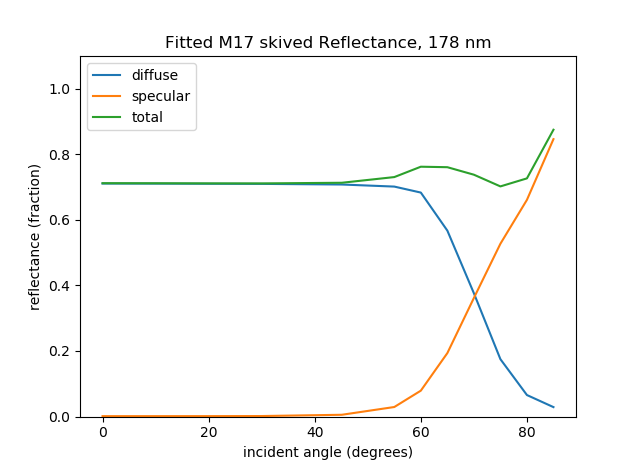 Fitted M17 skived Reflectance, 178 nm
diffuse
specular
total
1.0
0.8
0.6
0.4
0.2
0.0
reflectance (fraction)
0 20 40 60 80
incident angle (degrees)